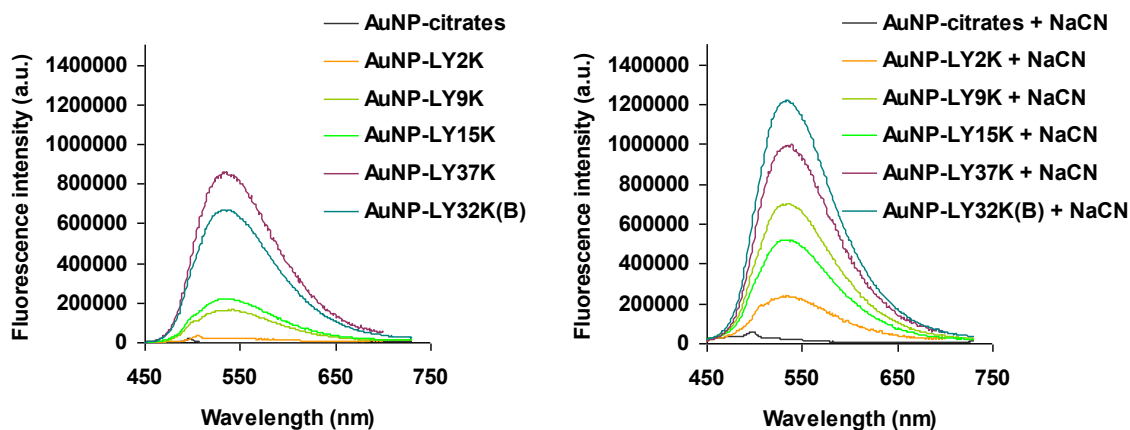 AuNP-citrates
AuNP-LY2K
AuNP-LY9K
AuNP-LY15K
AuNP-LY37K
AuNP-LY32K(B)
Fluorescence intensity (a.u.)
1400000
1200000
1000000
800000
600000
400000
200000
0
450
550
650
750
Wavelength (nm)
AuNP-citrates + NaCN
AuNP-LY2K + NaCN
AuNP-LY9K + NaCN
AuNP-LY15K + NaCN
AuNP-LY37K + NaCN
AuNP-LY32K(B) + NaCN
Fluorescence intensity (a.u.)
1400000
1200000
1000000
800000
600000
400000
200000
0
450
550
650
750
Wavelength (nm)